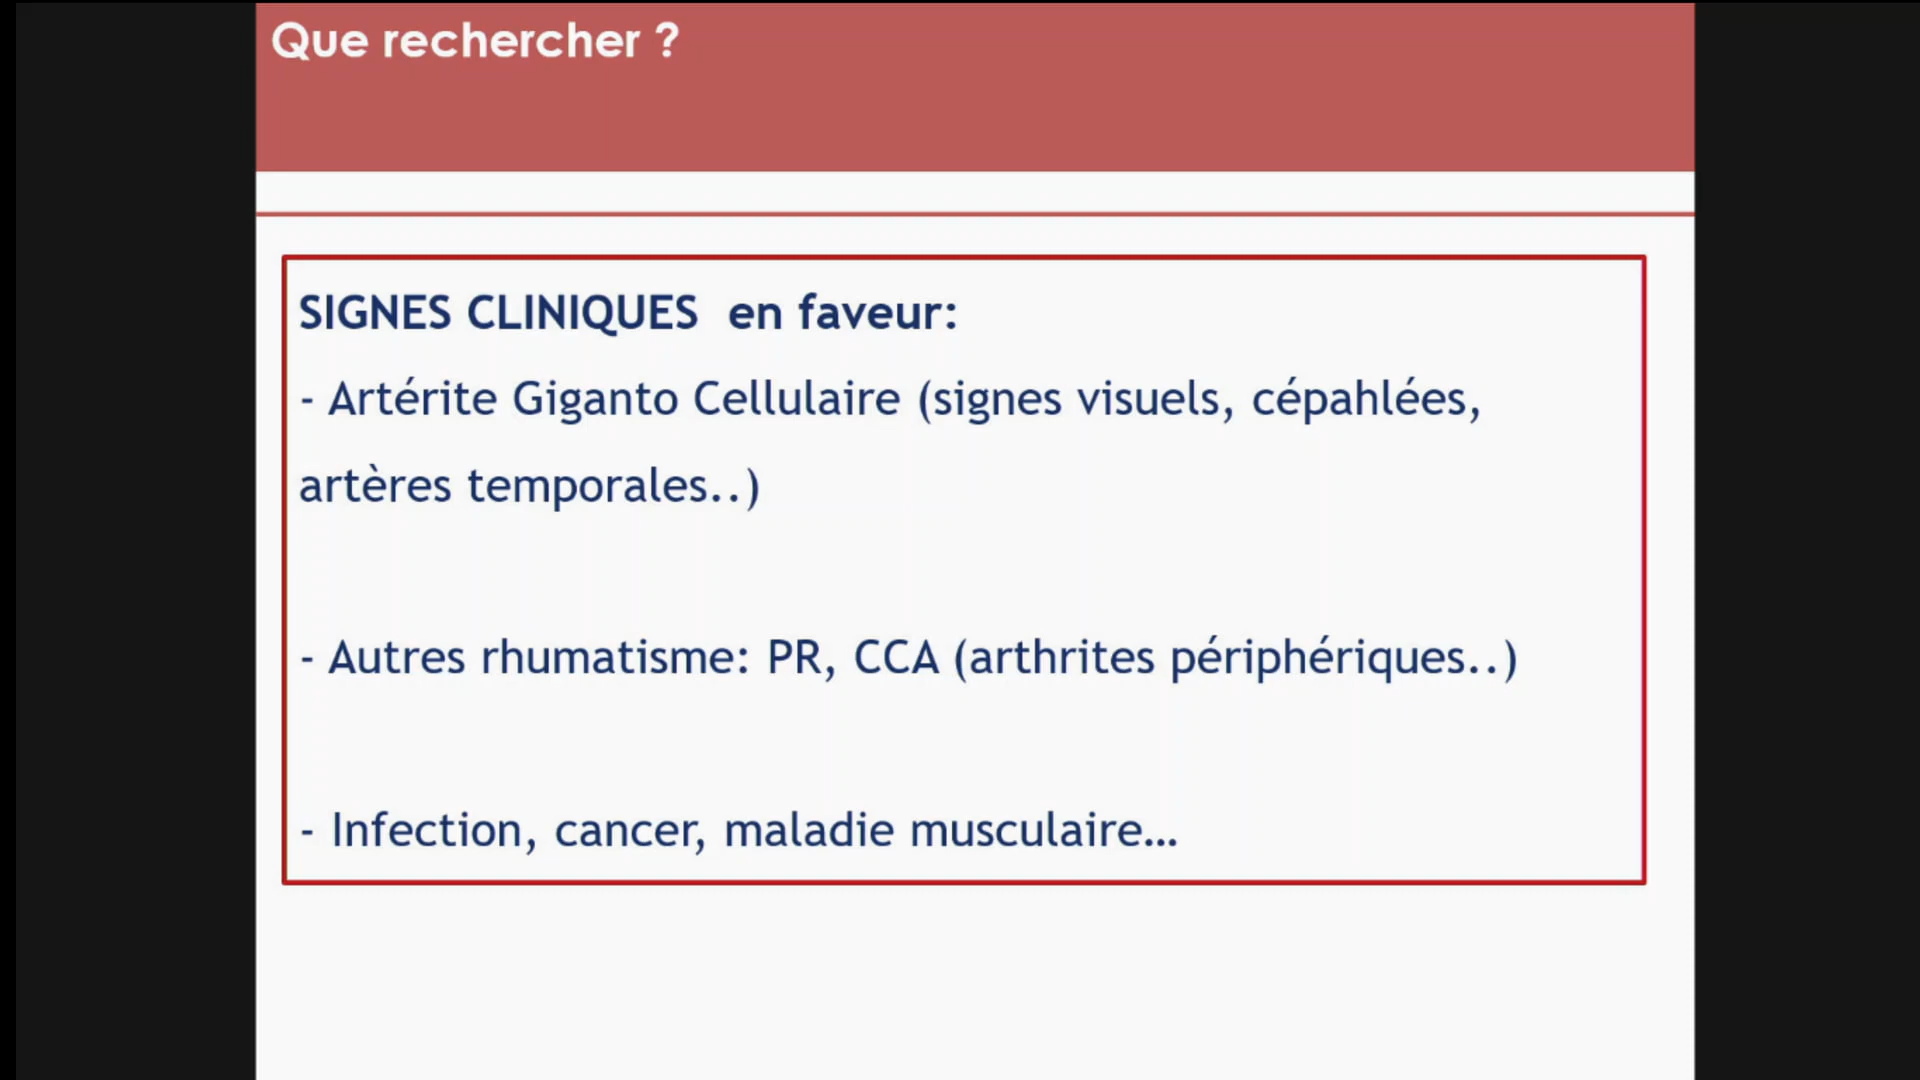 Que rechercher ?
SIGNES CLINIQUES en faveur:
- Artérite Giganto Cellulaire (signes visuels, cépahlées,
artères temporales..)
- Autres rhumatisme: PR, CCA (arthrites périphériques..)
- Infection, cancer, maladie musculaire...